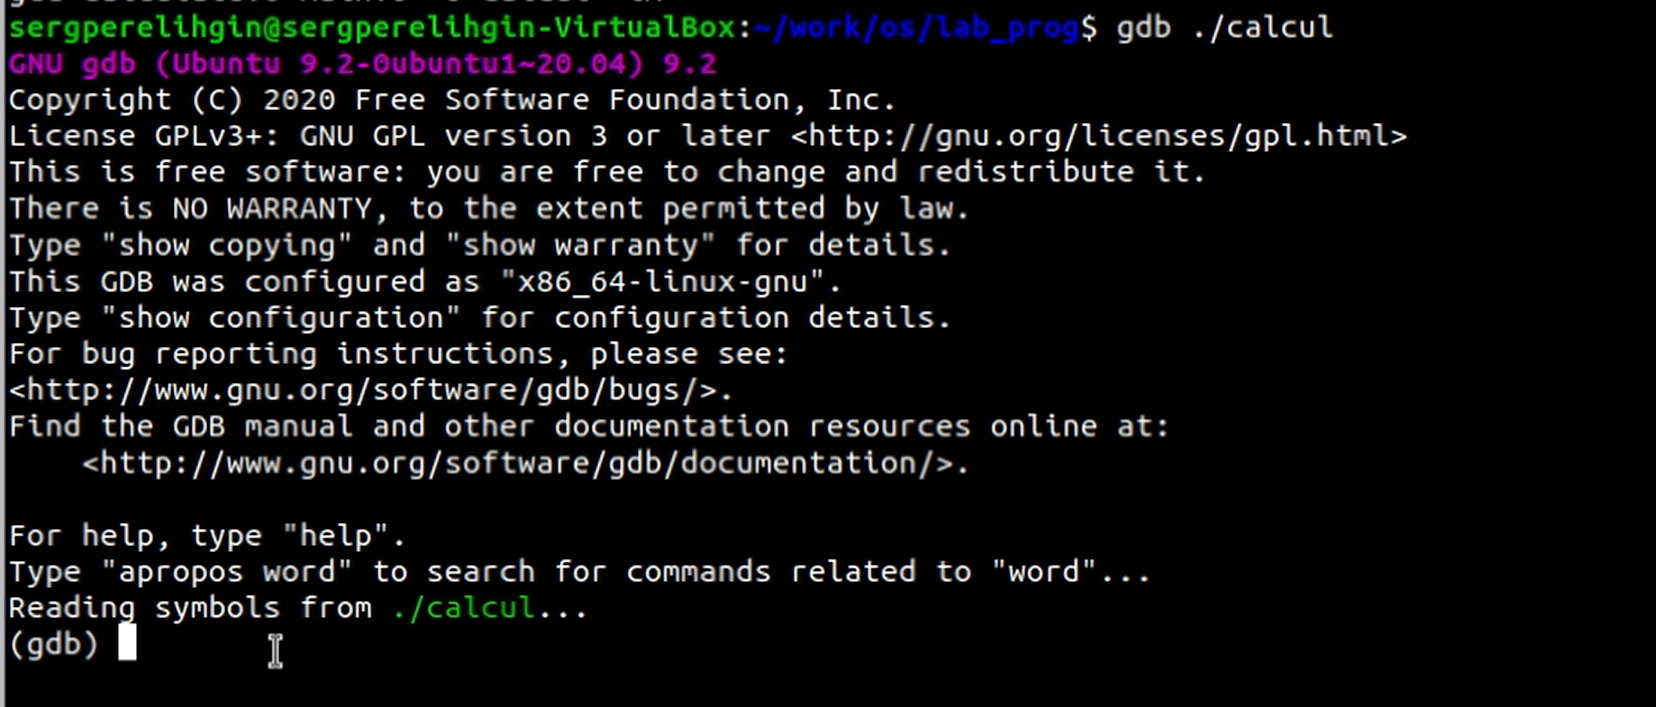 sergperelihgin@sergperelihgin-VirtualBox:~/work/os/lab_prog$ gdb ./calcul
GNU gdb (Ubuntu 9.2-0ubuntu1~20.04) 9.2
Copyright (C) 2020 Free Software Foundation, Inc.
License GPLv3+: GNU GPL version 3 or later <http://gnu.org/licenses/gpl.html>
This is free software: you are free to change and redistribute it.
There is NO WARRANTY, to the extent permitted by law.
Type "show copying" and "show warranty" for details.
This GDB was configured as "x86_64-linux-gnu".
Type "show configuration" for configuration details.
For bug reporting instructions, please see:
<http://www.gnu.org/software/gdb/bugs/>.
Find the GDB manual and other documentation resources online at:
    <http://www.gnu.org/software/gdb/documentation/>.

For help, type "help".
Type "apropos word" to search for commands related to "word"...
Reading symbols from ./calcul...
(gdb)